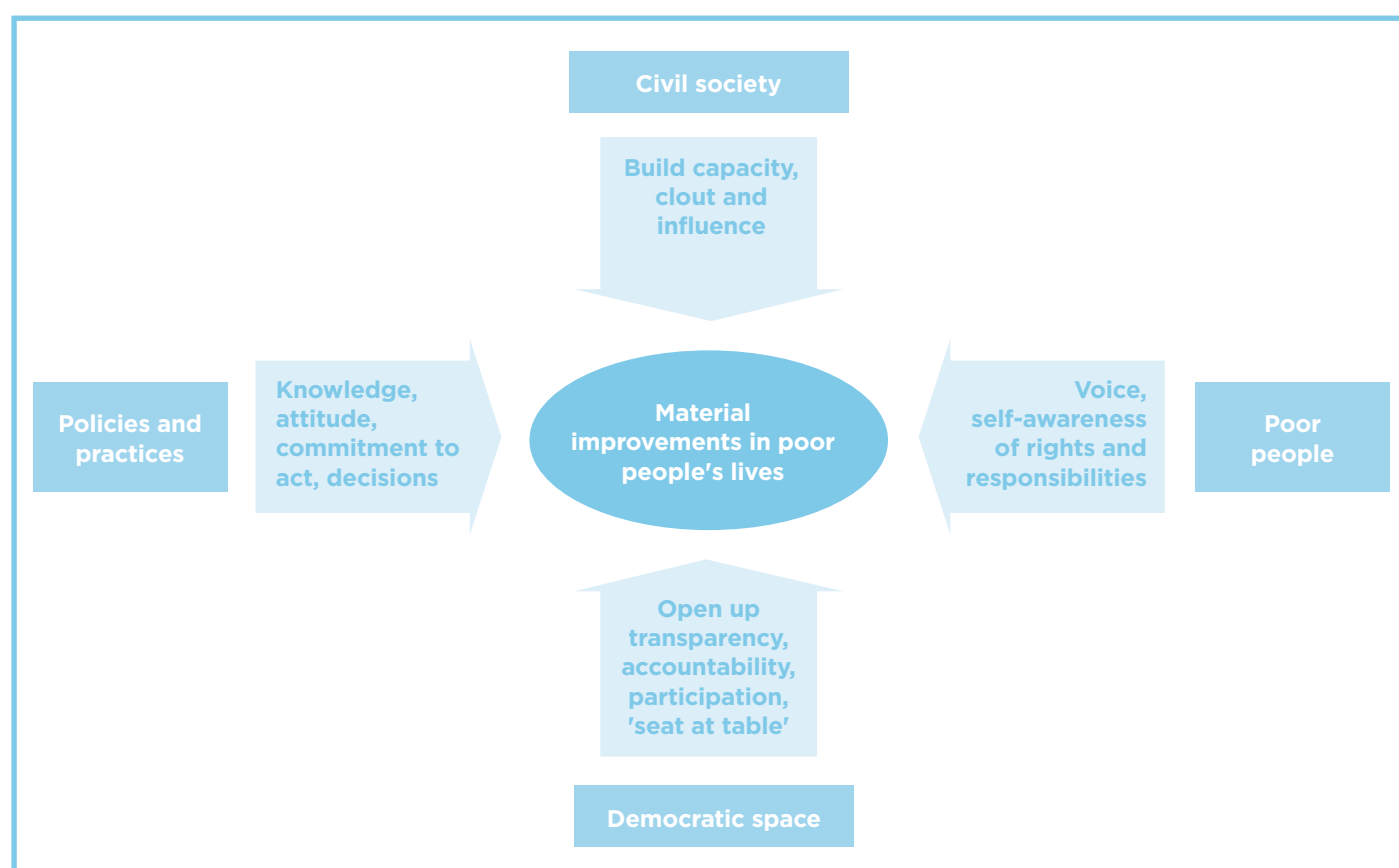 Civil society
Build capacity,
clout and
influence
Policies and
practices
Knowledge,
attitude,
commitment to
act, decisions
Material
improvements in poor
people's lives
Voice,
self-awareness
of rights and
responsibilities
Poor
people
Open up
transparency,
accountability,
participation,
'seat at table'
Democratic space